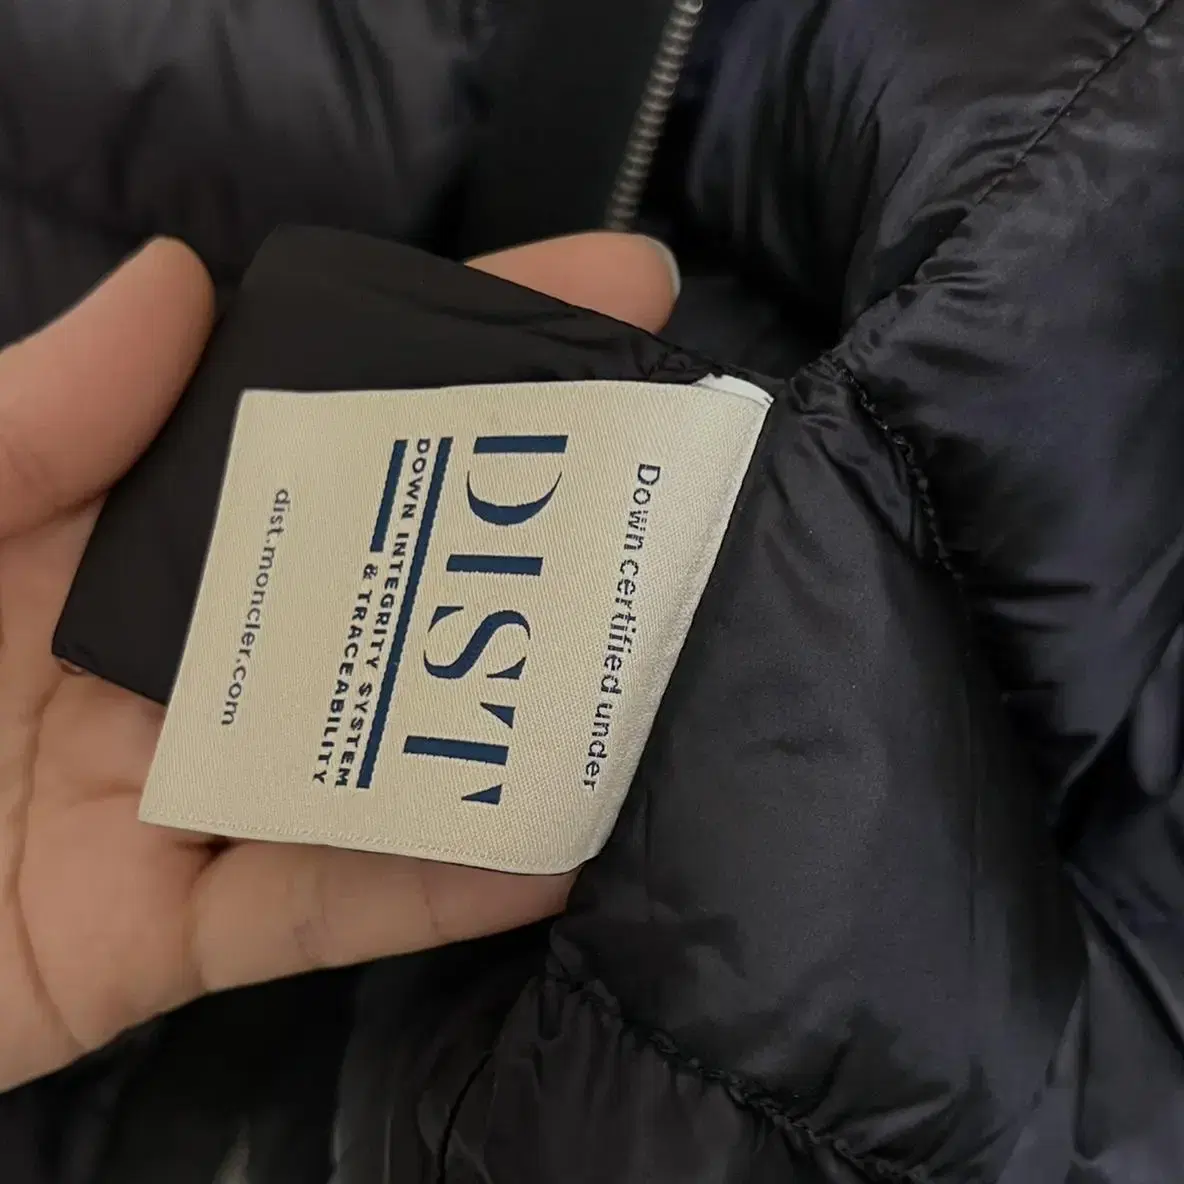 Down certified under
DIST
DOWN INTEGRITY SYSTEM
& TRACEABILITY
dist.moncler.com